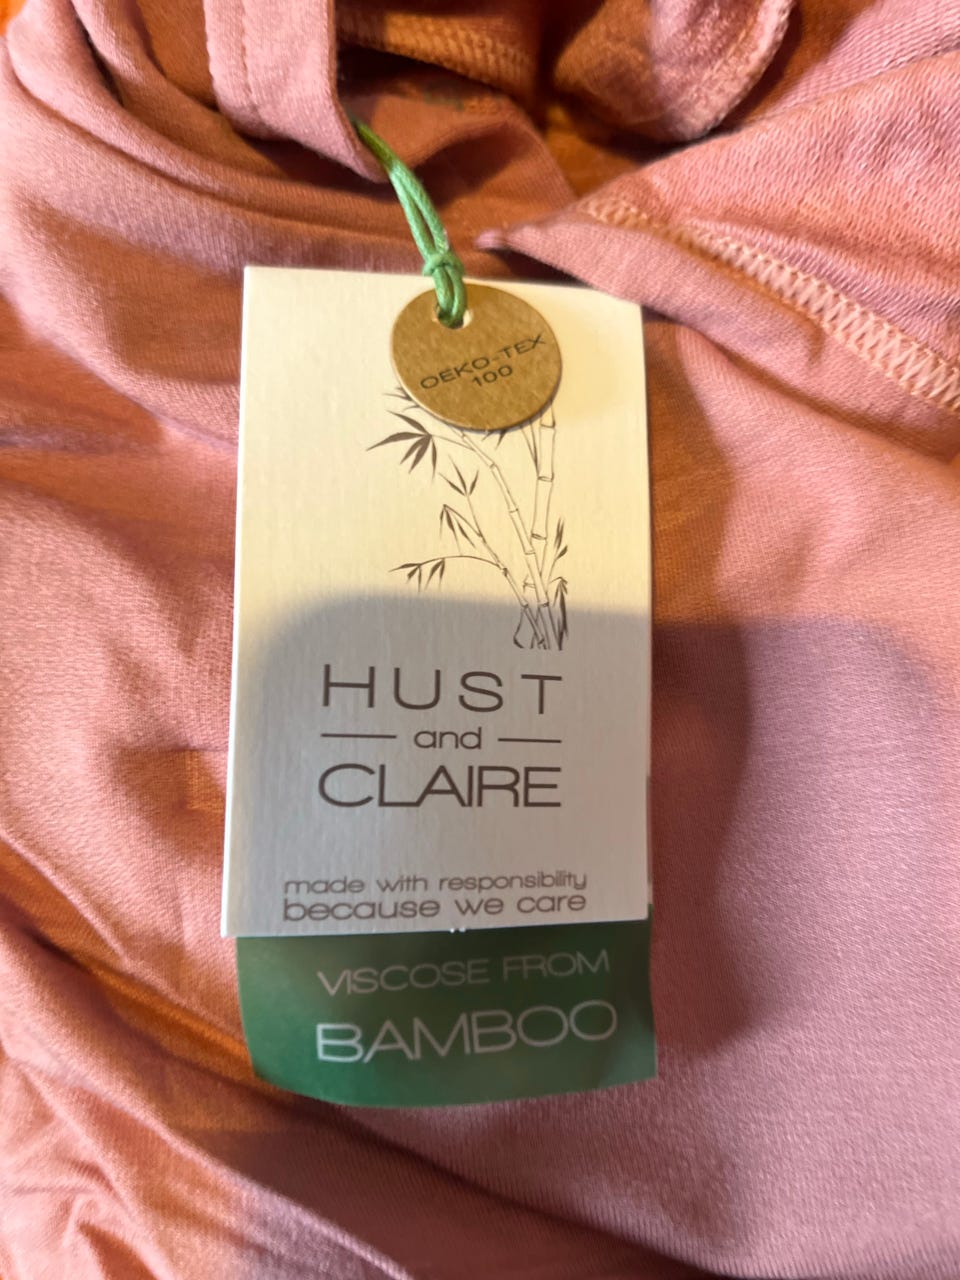 OEKO-TEX
100
HUST
and
CLAIRE
made with responsibility
because we care
VISCOSE FROM
BAMBOO